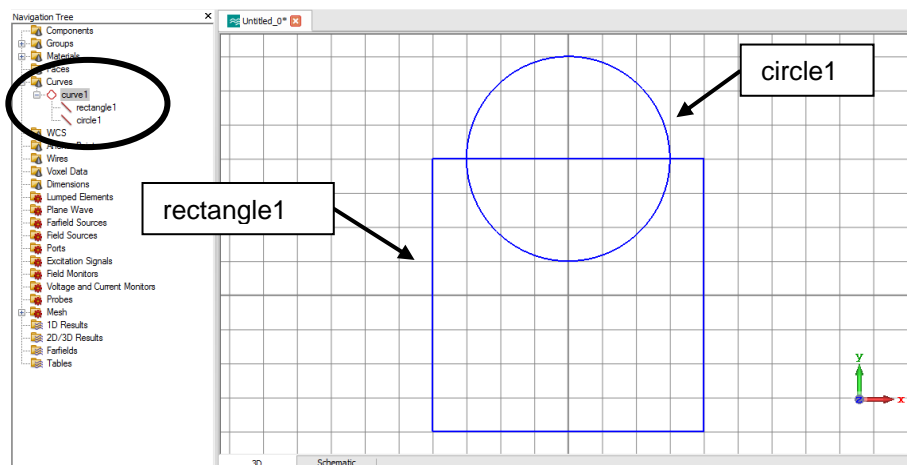 Navigation Tree
Untitled_0*
Components
Groups
Materials
Faces
Curves
curve1
rectangle1
circle1
WCS
Wires
Voxel Data
Dimensions
Lumped Elements
Plane Wave
Farfield Sources
Field Sources
Ports
Excitation Signals
Field Monitors
Voltage and Current Monitors
Probes
Mesh
1D Results
2D/3D Results
Farfields
Tables
circle1
rectangle1
y
z
x
3D
Schematic